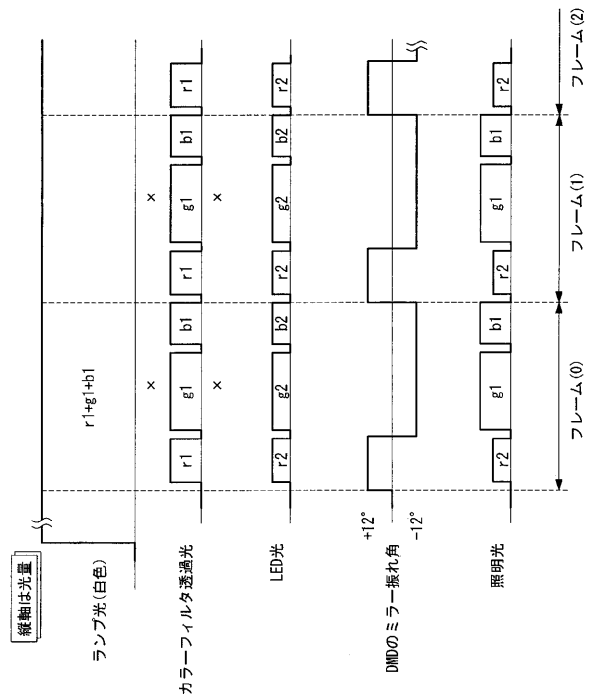 縦軸は光量
ランプ光(白色)
r1+g1+b1
カラーフィルタ透過光
r1 g1 b1 r1 g1 b1 r1
× ×
× ×
LED光
r2 g2 b2 r2 g2 b2 r2
DMDのミラー振れ角
+12°
-12°
照明光
r2 g1 b1 r2 g1 b1 r2
フレーム(0) フレーム(1) フレーム(2)